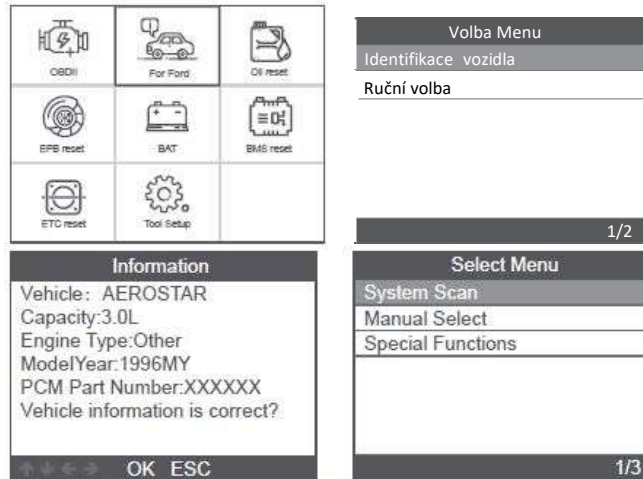 OBDII
For Ford
Oil reset
EPB reset
BAT
BMS reset
ETC reset
Tool Setup
Volba Menu
Identifikace vozidla
Ruční volba
1/2
Information
Vehicle: AEROSTAR
Capacity:3.0L
Engine Type:Other
ModelYear:1996MY
PCM Part Number:XXXXXX
Vehicle information is correct?
OK ESC
Select Menu
System Scan
Manual Select
Special Functions
1/3